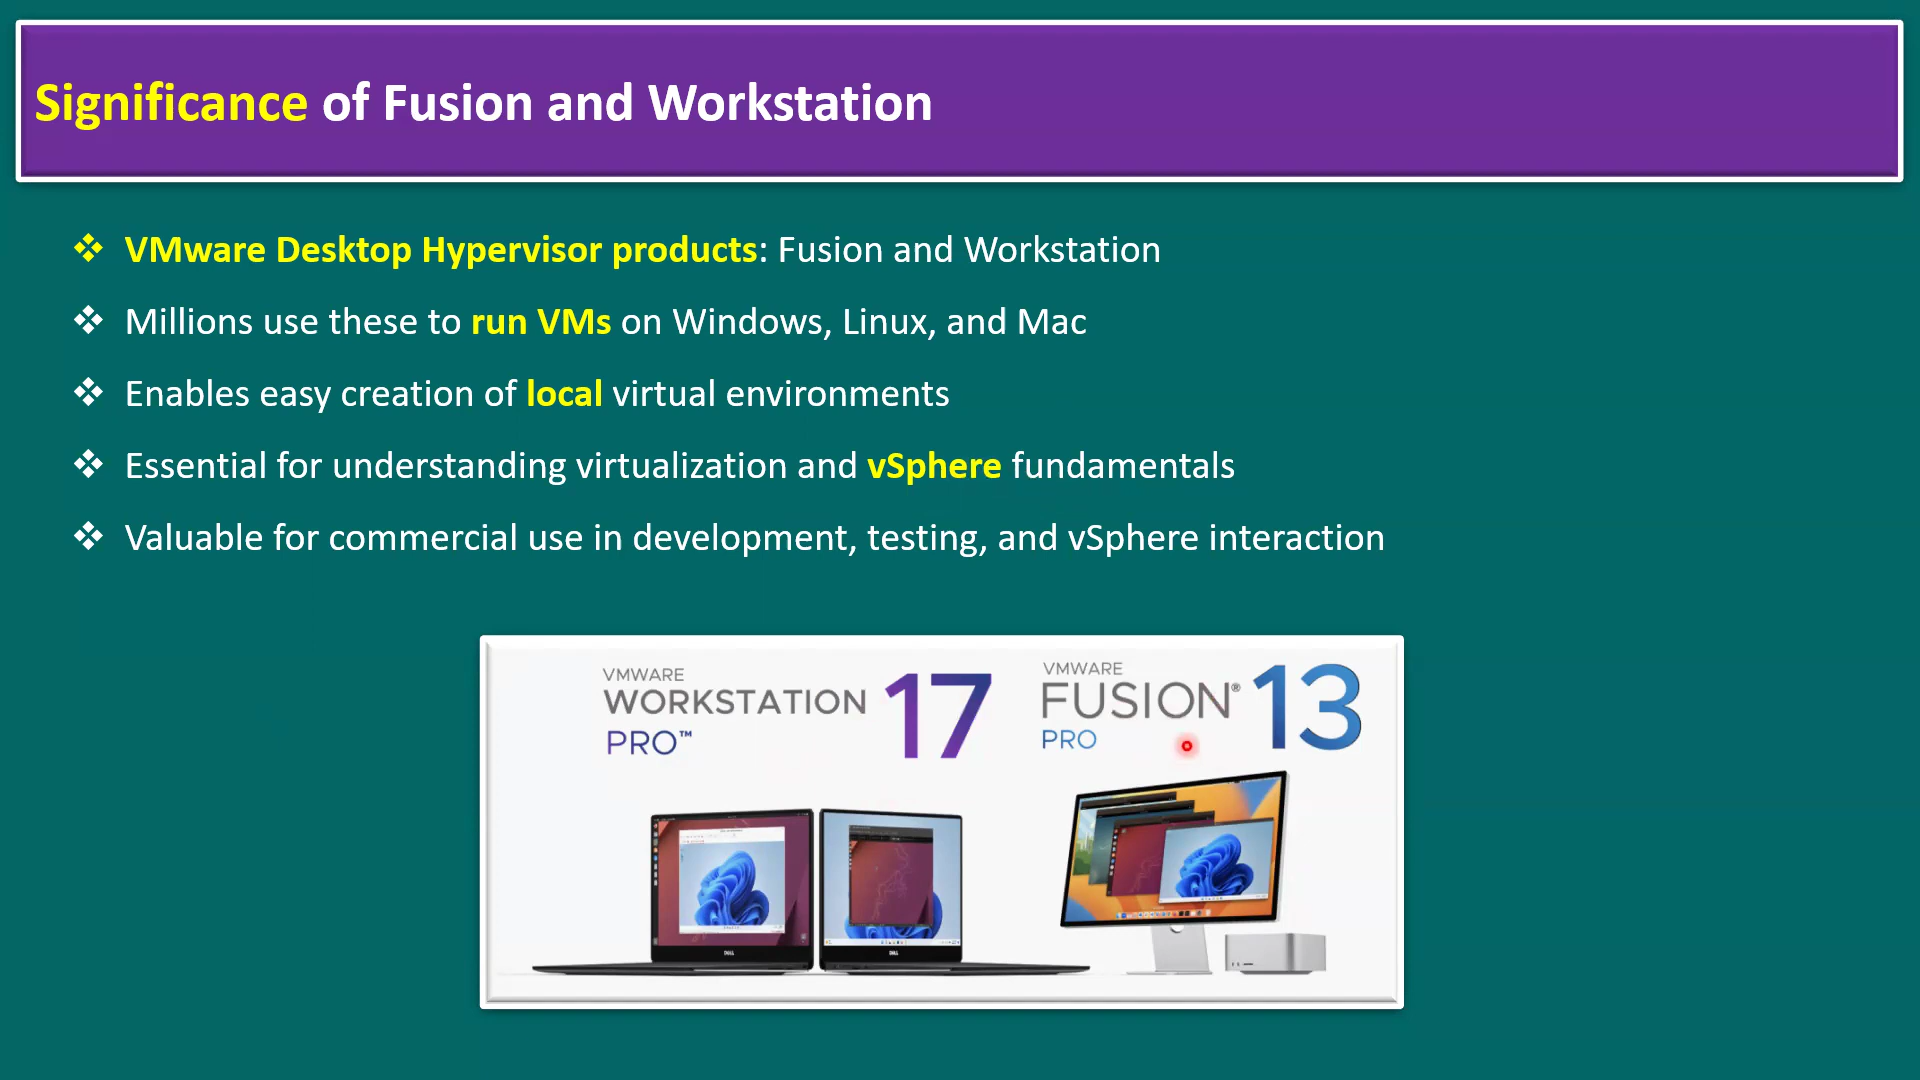 Significance of Fusion and Workstation
VMware Desktop Hypervisor products: Fusion and Workstation
Millions use these to run VMs on Windows, Linux, and Mac
Enables easy creation of local virtual environments
Essential for understanding virtualization and vSphere fundamentals
Valuable for commercial use in development, testing, and vSphere interaction
VMWARE
WORKSTATION 17
PRO™
VMWARE
FUSION® 13
PRO
DELL
DELL